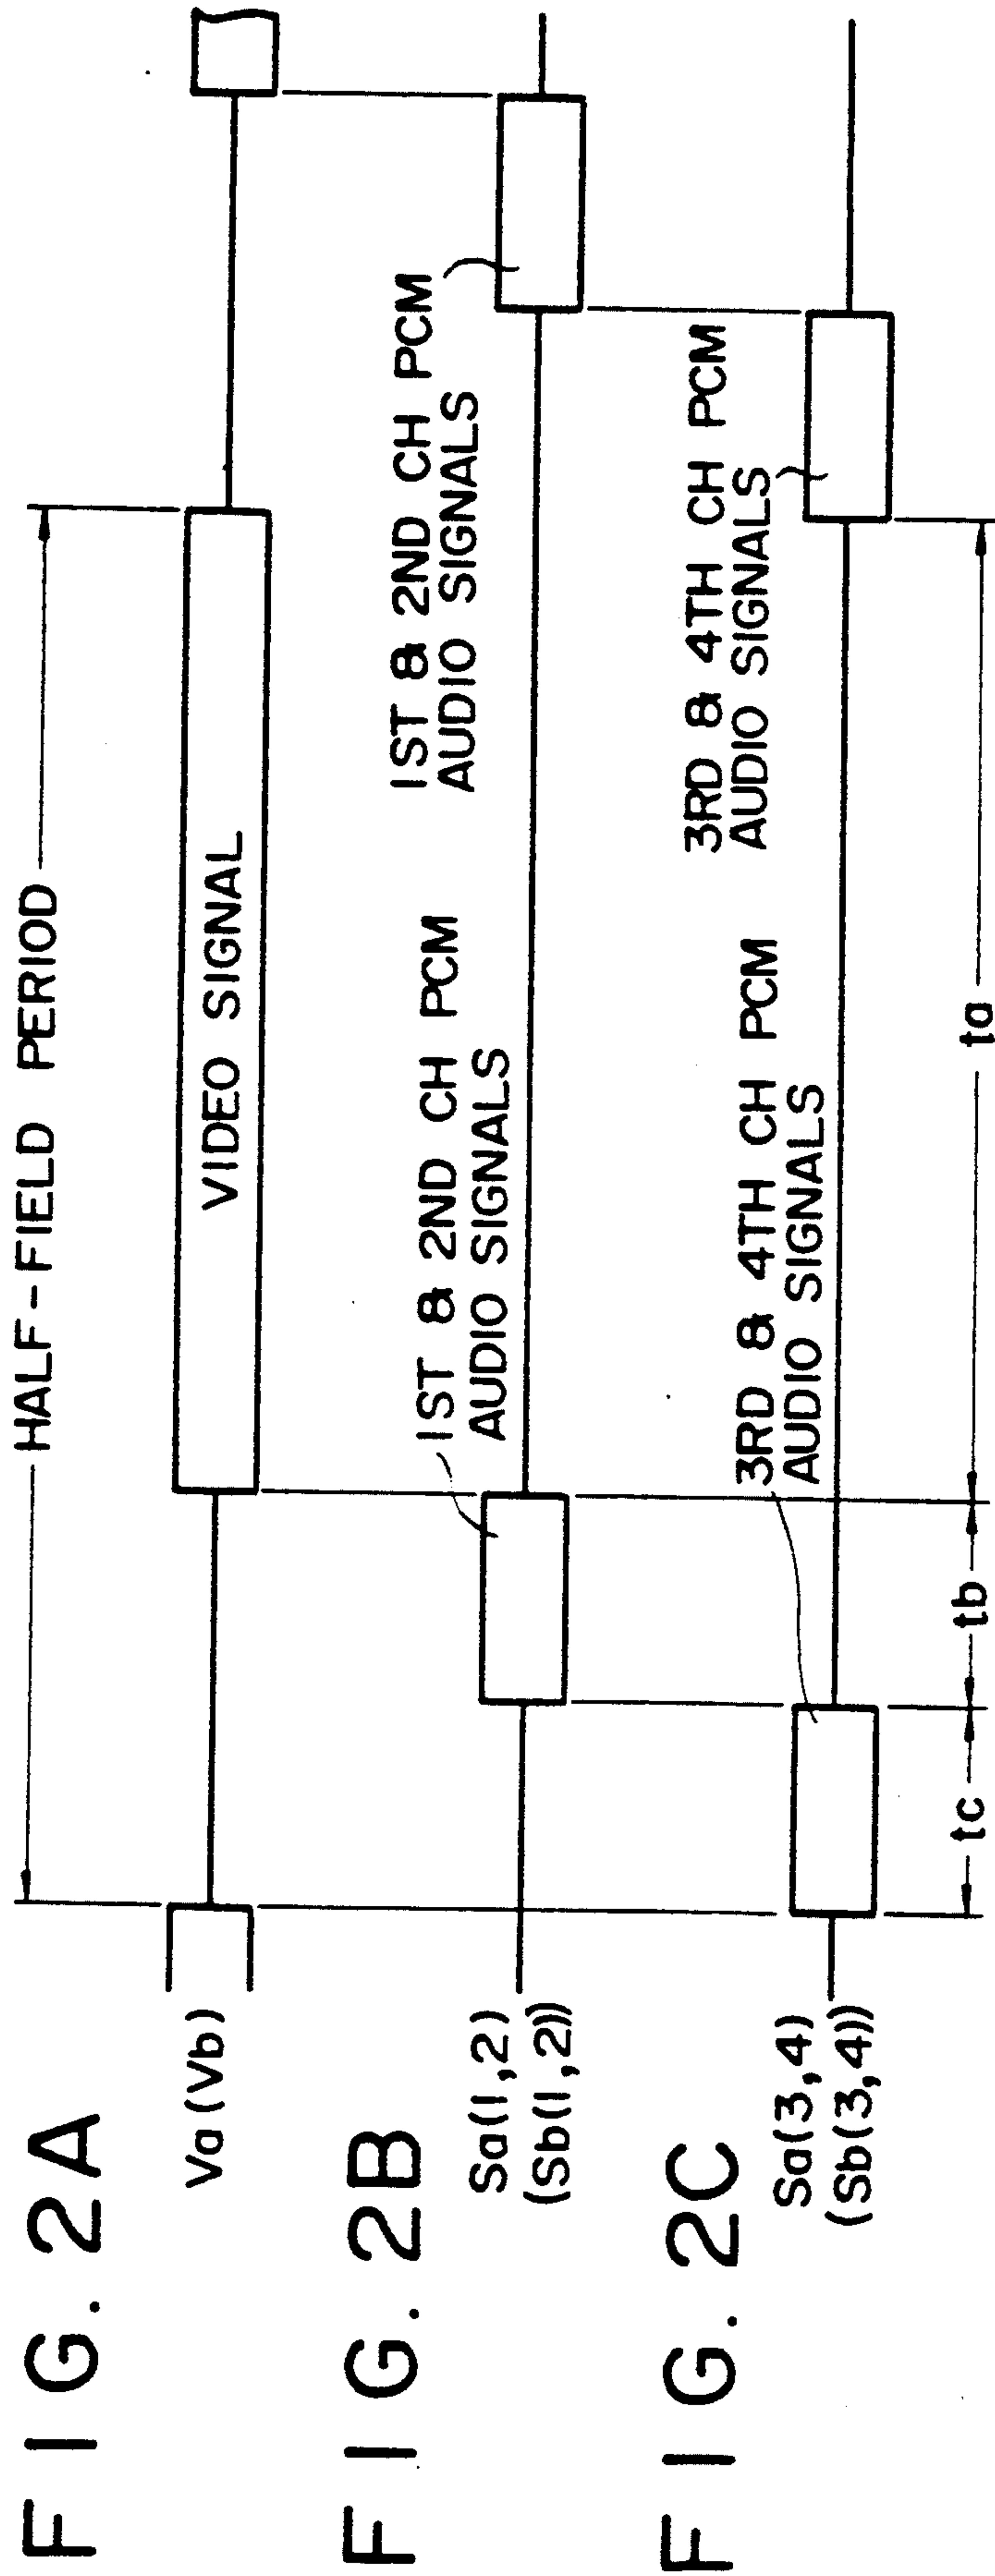 FIG. 2A
HALF-FIELD PERIOD
Va (Vb)
VIDEO SIGNAL
FIG. 2B
Sa(1,2)
(Sb(1,2))
1ST & 2ND CH PCM
AUDIO SIGNALS
1ST & 2ND CH PCM
AUDIO SIGNALS
FIG. 2C
Sa(3,4)
(Sb(3,4))
3RD & 4TH CH PCM
AUDIO SIGNALS
3RD & 4TH CH PCM
AUDIO SIGNALS
tc
tb
ta